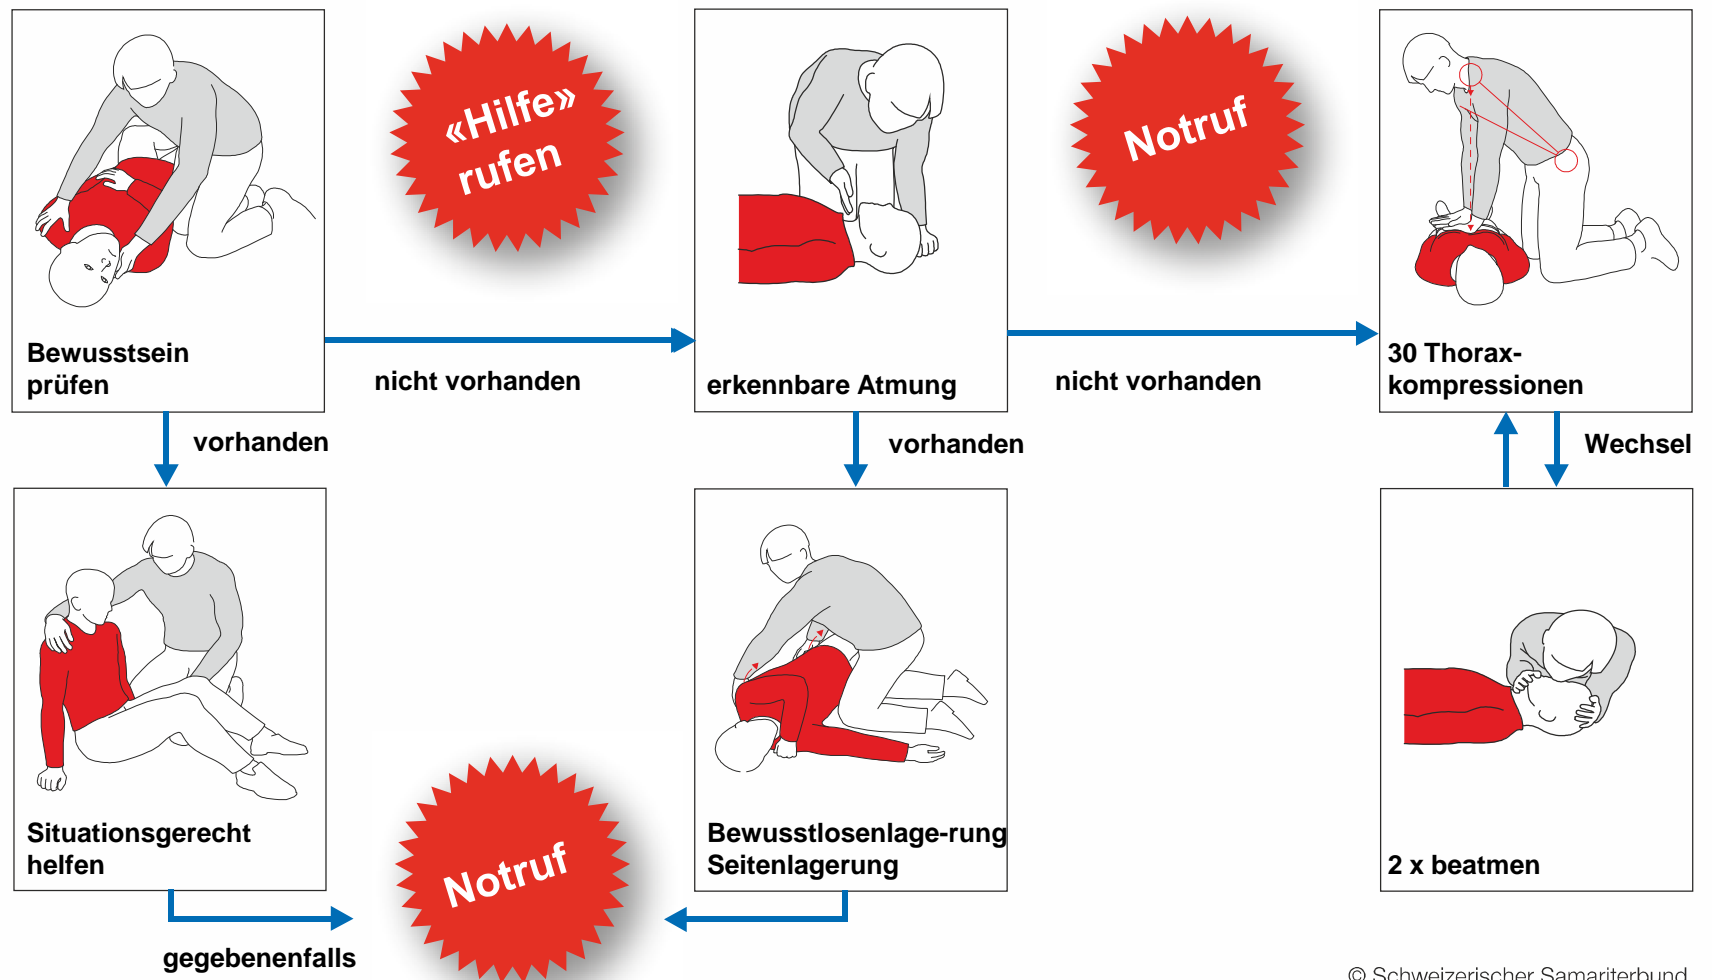 «Hilfe»
rufen
Notruf
Bewusstsein
prüfen
nicht vorhanden
erkennbare Atmung
nicht vorhanden
30 Thorax-
kompressionen
vorhanden
vorhanden
Wechsel
Situationsgerecht
helfen
Notruf
Bewusstlosenlage-rung
Seitenlagerung
2 x beatmen
gegebenenfalls
© Schweizerischer Samariterbund